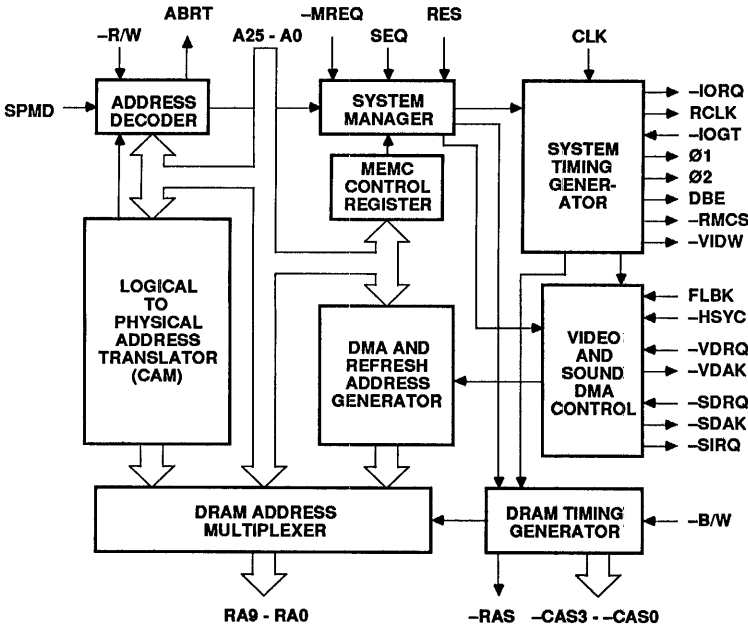 ABRT
–R/W
A25 - A0
–MREQ
SEQ
RES
CLK
SPMD
ADDRESS
DECODER
SYSTEM
MANAGER
MEMC
CONTROL
REGISTER
SYSTEM
TIMING
GENER-
ATOR
–IORQ
RCLK
–IOGT
Ø1
Ø2
DBE
–RMCS
–VIDW
LOGICAL
TO
PHYSICAL
ADDRESS
TRANSLATOR
(CAM)
DMA AND
REFRESH
ADDRESS
GENERATOR
VIDEO
AND
SOUND
DMA
CONTROL
FLBK
–HSYC
–VDRQ
–VDAK
–SDRQ
–SDAK
–SIRQ
DRAM ADDRESS
MULTIPLEXER
DRAM TIMING
GENERATOR
–B/W
RA9 - RA0
–RAS
–CAS3 - –CAS0